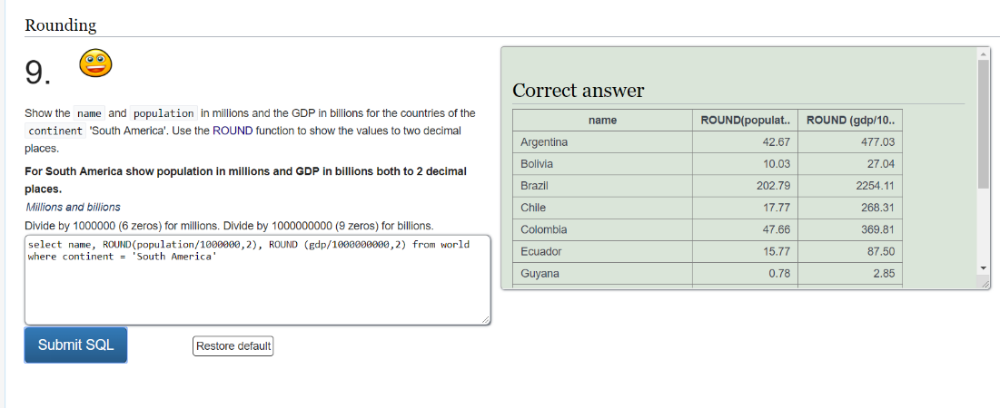 Rounding
9.
Show the name and population in millions and the GDP in billions for the countries of the
continent 'South America'. Use the ROUND function to show the values to two decimal
places.
For South America show population in millions and GDP in billions both to 2 decimal
places.
Millions and billions
Divide by 1000000 (6 zeros) for millions. Divide by 1000000000 (9 zeros) for billions.
select name, ROUND(population/1000000,2), ROUND (gdp/1000000000,2) from world
where continent = 'South America'
Submit SQL
Restore default
Correct answer
name ROUND(populat.. ROUND (gdp/10..
Argentina 42.67 477.03
Bolivia 10.03 27.04
Brazil 202.79 2254.11
Chile 17.77 268.31
Colombia 47.66 369.81
Ecuador 15.77 87.50
Guyana 0.78 2.85